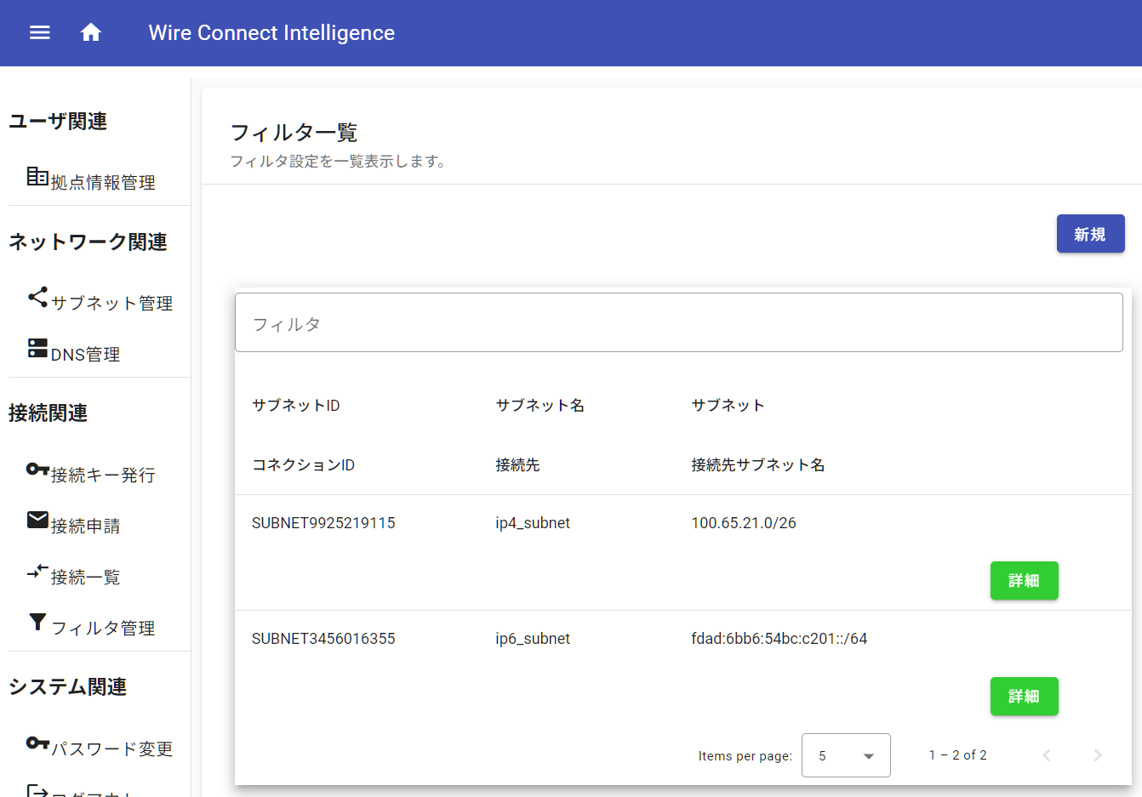 Wire Connect Intelligence
ユーザ関連
拠点情報管理
ネットワーク関連
サブネット管理
DNS管理
接続関連
接続キー発行
接続申請
接続一覧
フィルタ管理
システム関連
パスワード変更
フィルタ一覧
フィルタ設定を一覧表示します。
新規
フィルタ
サブネットID サブネット名 サブネット
コネクションID 接続先 接続先サブネット名
SUBNET9925219115 ip4_subnet 100.65.21.0/26
詳細
SUBNET3456016355 ip6_subnet fdad:6bb6:54bc:c201::/64
詳細
Items per page: 5 1 – 2 of 2